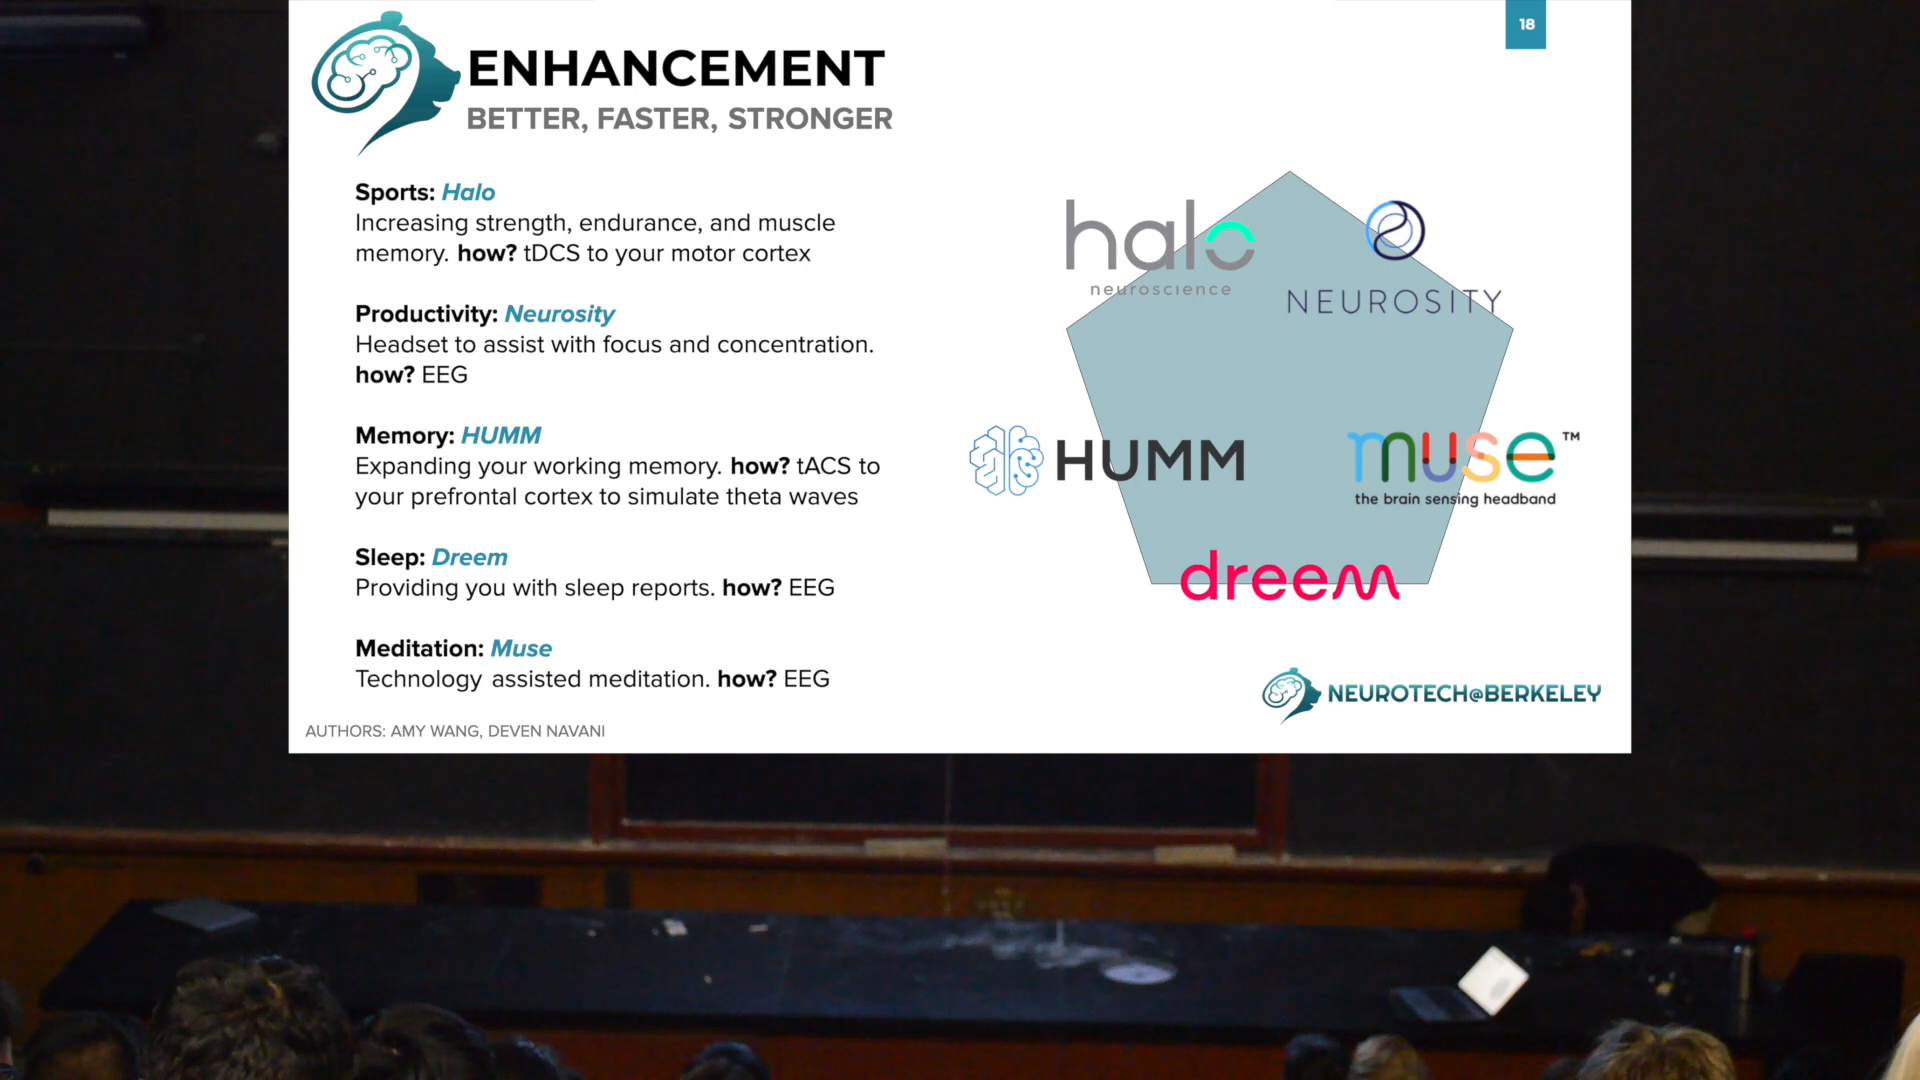 18
ENHANCEMENT
BETTER, FASTER, STRONGER
Sports: Halo
Increasing strength, endurance, and muscle
memory. how? tDCS to your motor cortex
Productivity: Neurosity
Headset to assist with focus and concentration.
how? EEG
Memory: HUMM
Expanding your working memory. how? tACS to
your prefrontal cortex to simulate theta waves
Sleep: Dreem
Providing you with sleep reports. how? EEG
Meditation: Muse
Technology assisted meditation. how? EEG
AUTHORS: AMY WANG, DEVEN NAVANI
halo
neuroscience
NEUROSITY
HUMM
muse™
the brain sensing headband
dreem
NEUROTECH@BERKELEY